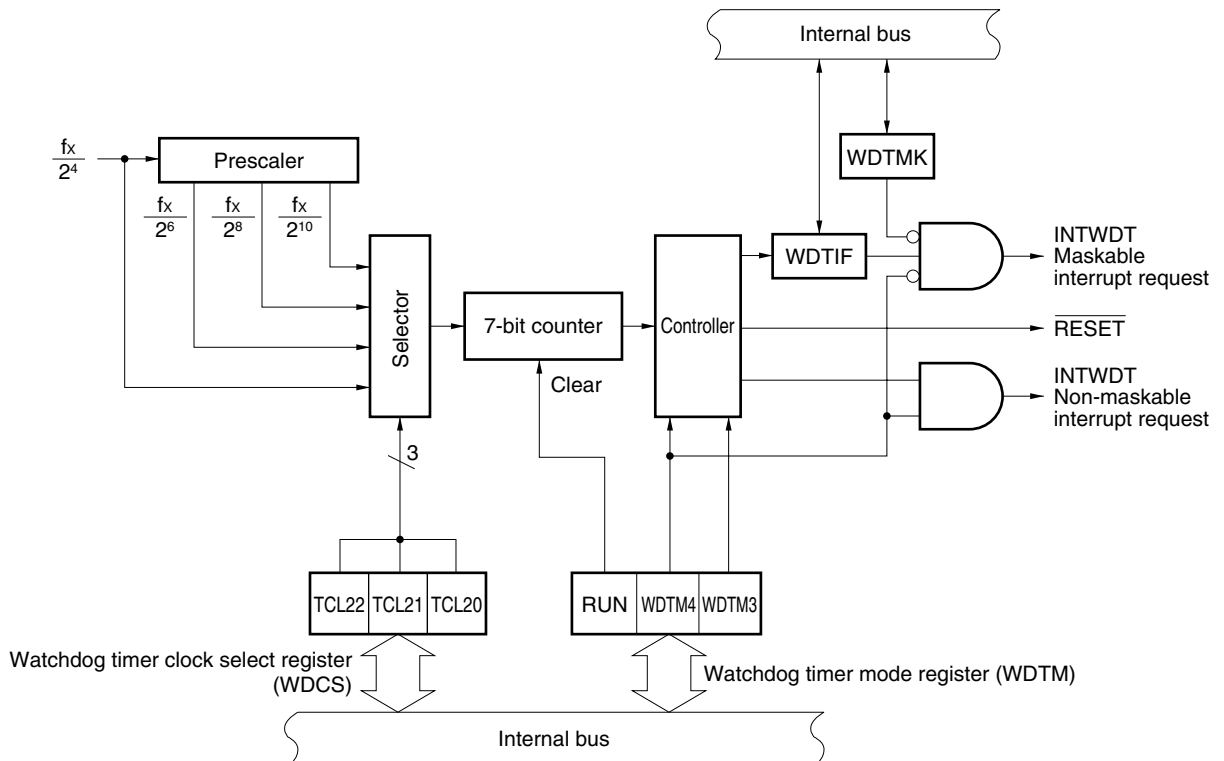 Internal bus
fx
2⁴
Prescaler
WDTMK
fx
2⁶
fx
2⁸
fx
2¹⁰
WDTIF
INTWDT
Maskable
interrupt request
Selector
7-bit counter
Controller
RESET
Clear
INTWDT
Non-maskable
interrupt request
3
TCL22 TCL21 TCL20
RUN WDTM4 WDTM3
Watchdog timer clock select register
(WDCS)
Watchdog timer mode register (WDTM)
Internal bus